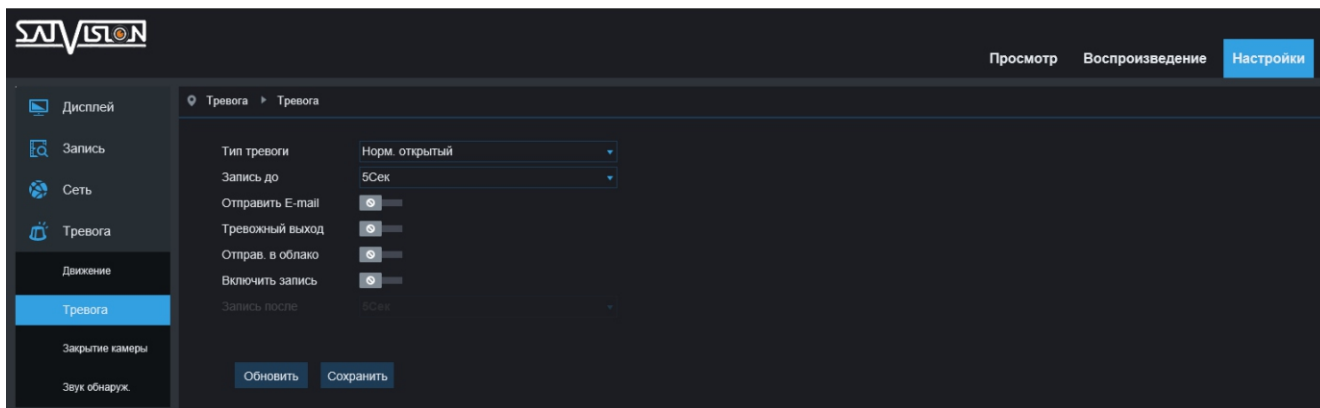 SATVISION
Просмотр Воспроизведение Настройки
Дисплей
Запись
Сеть
Тревога
Движение
Тревога
Закрытие камеры
Звук обнаруж.
Тревога Тревога
Тип тревоги Норм. открытый
Запись до 5Сек
Отправить E-mail
Тревожный выход
Отправ. в облако
Включить запись
Запись после 5Сек
Обновить Сохранить